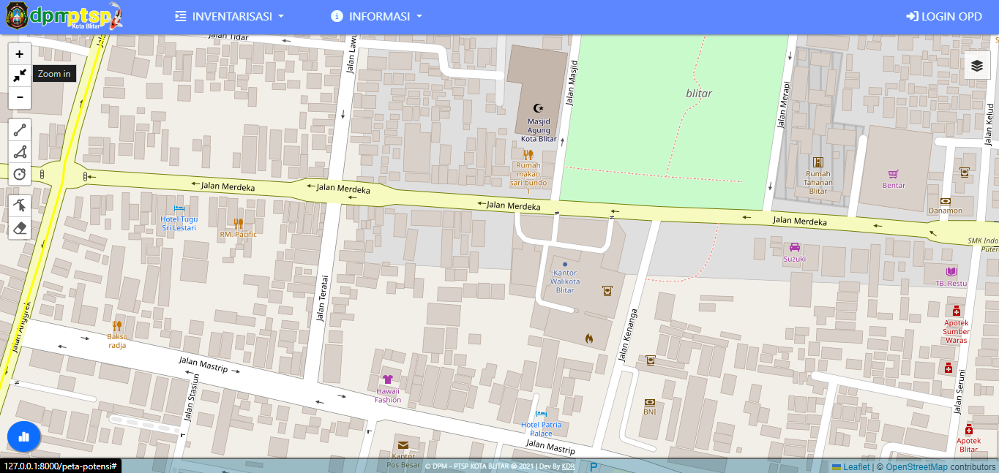 dpmptsp
Kota Blitar
INVENTARISASI
INFORMASI
LOGIN OPD
+
Zoom in
−
Jalan Tidar
Jalan Lawu
Jalan Masjid
blitar
Jalan Merapi
Jalan Kelud
Masjid
Agung
Kota Blitar
Rumah
makan
sari bundo
1
Rumah
Tahanan
Blitar
Bentar
Danamon
Jalan Merdeka
Jalan Merdeka
Jalan Merdeka
Jalan Merdeka
Hotel Tugu
Sri Lestari
RM. Pacific
SMK Indo
Puter
Suzuki
TB. Restu
Kantor
Walikota
Blitar
Jalan Teratai
Jalan Anggrek
Bakso
radja
Jalan Kenanga
Apotek
Sumber
Waras
Jalan Mastrip
Jalan Stasiun
Hawaii
Fashion
Jalan Seruni
BNI
Hotel Patria
Palace
Jalan Mastrip
Apotek
Blitar
Kantor
Pos Besar
P
127.0.0.1:8000/peta-potensi#
© DPM - PTSP KOTA BLITAR @ 2021 | Dev By KDR
Leaflet | © OpenStreetMap contributors